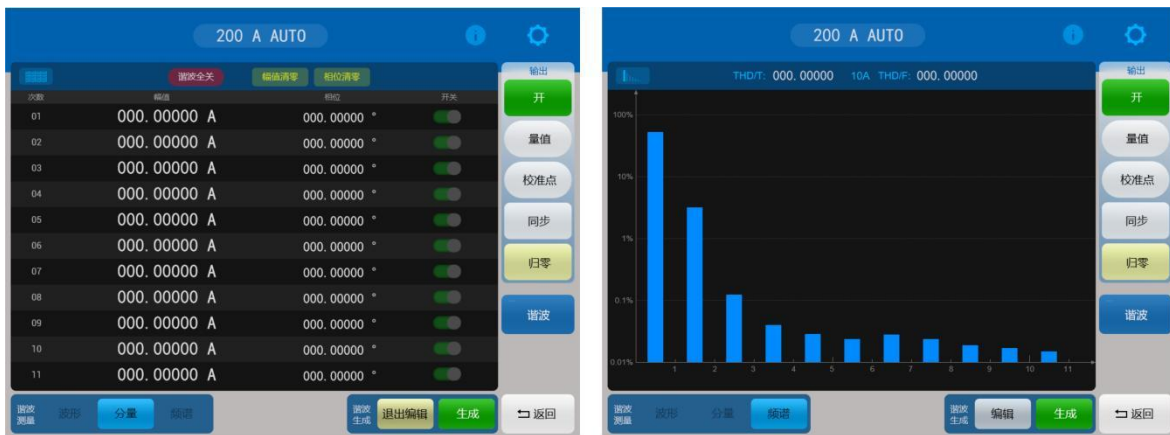 200 A AUTO
输出
谐波全关 幅值清零 相位清零
次数 幅值 相位 开关
01 000.00000 A 000.00000 °
02 000.00000 A 000.00000 °
03 000.00000 A 000.00000 °
04 000.00000 A 000.00000 °
05 000.00000 A 000.00000 °
06 000.00000 A 000.00000 °
07 000.00000 A 000.00000 °
08 000.00000 A 000.00000 °
09 000.00000 A 000.00000 °
10 000.00000 A 000.00000 °
11 000.00000 A 000.00000 °
开
量值
校准点
同步
归零
谐波
谐波
测量
波形 分量 频谱
谐波
生成
退出编辑 生成
返回
200 A AUTO
输出
THD/T: 000.00000 10A THD/F: 000.00000
100%
10%
1%
0.1%
0.01%
1 2 3 4 5 6 7 8 9 10 11
开
量值
校准点
同步
归零
谐波
谐波
测量
波形 分量 频谱
谐波
生成
编辑 生成
返回